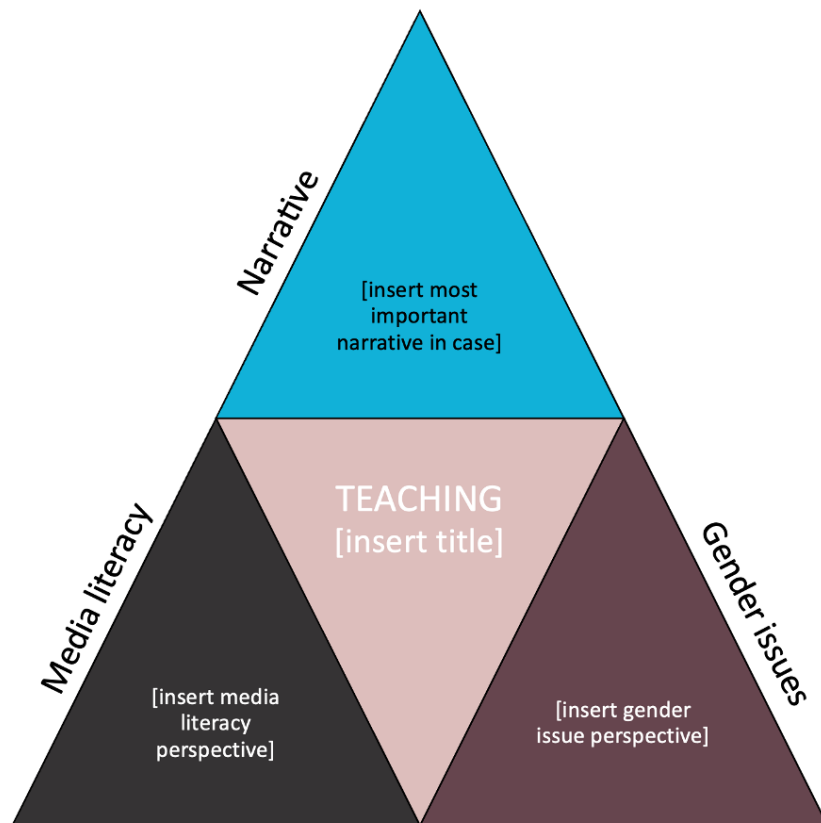 Narrative
[insert most
important
narrative in case]
TEACHING
[insert title]
Media literacy
Gender issues
[insert media
literacy
perspective]
[insert gender
issue perspective]